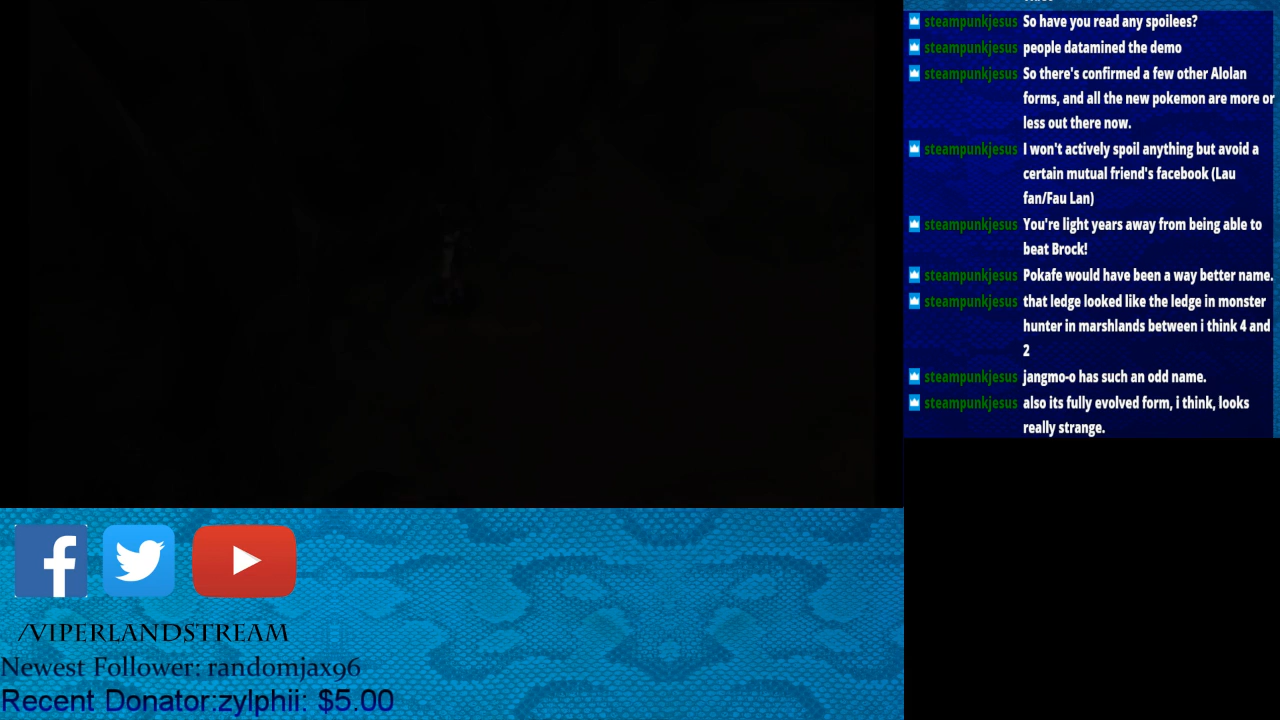 steampunkjesus So have you read any spoilees?
steampunkjesus people datamined the demo
steampunkjesus So there's confirmed a few other Alolan
forms, and all the new pokemon are more or
less out there now.
steampunkjesus I won't actively spoil anything but avoid a
certain mutual friend's facebook (Lau
fan/Fau Lan)
steampunkjesus You're light years away from being able to
beat Brock!
steampunkjesus Pokafe would have been a way better name.
steampunkjesus that ledge looked like the ledge in monster
hunter in marshlands between i think 4 and
2
steampunkjesus jangmo-o has such an odd name.
steampunkjesus also its fully evolved form, i think, looks
really strange.
/VIPERLANDSTREAM
Newest Follower: randomjax96
Recent Donator:zylphii: $5.00